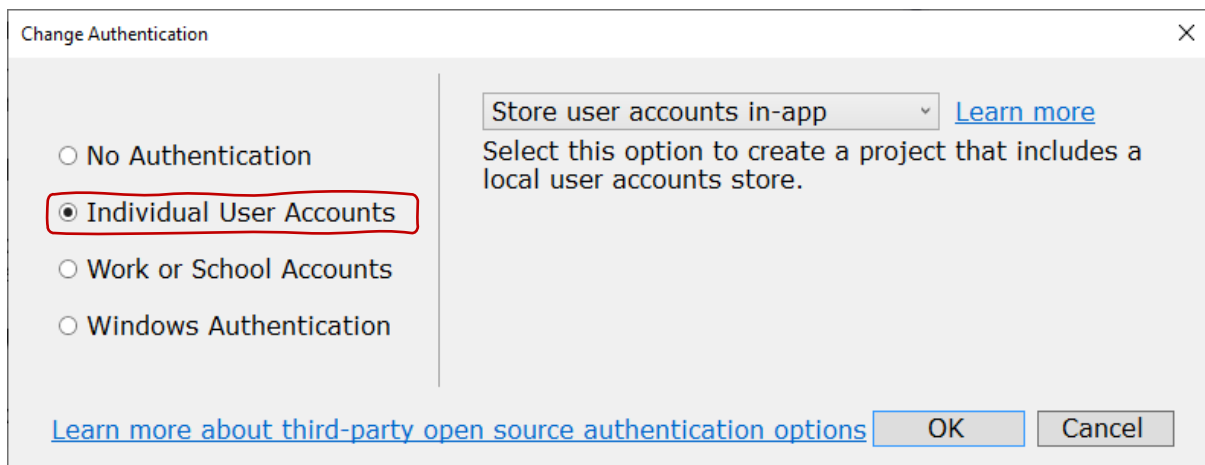 Change Authentication
No Authentication
Individual User Accounts
Work or School Accounts
Windows Authentication
Store user accounts in-app
Learn more
Select this option to create a project that includes a
local user accounts store.
Learn more about third-party open source authentication options
OK
Cancel